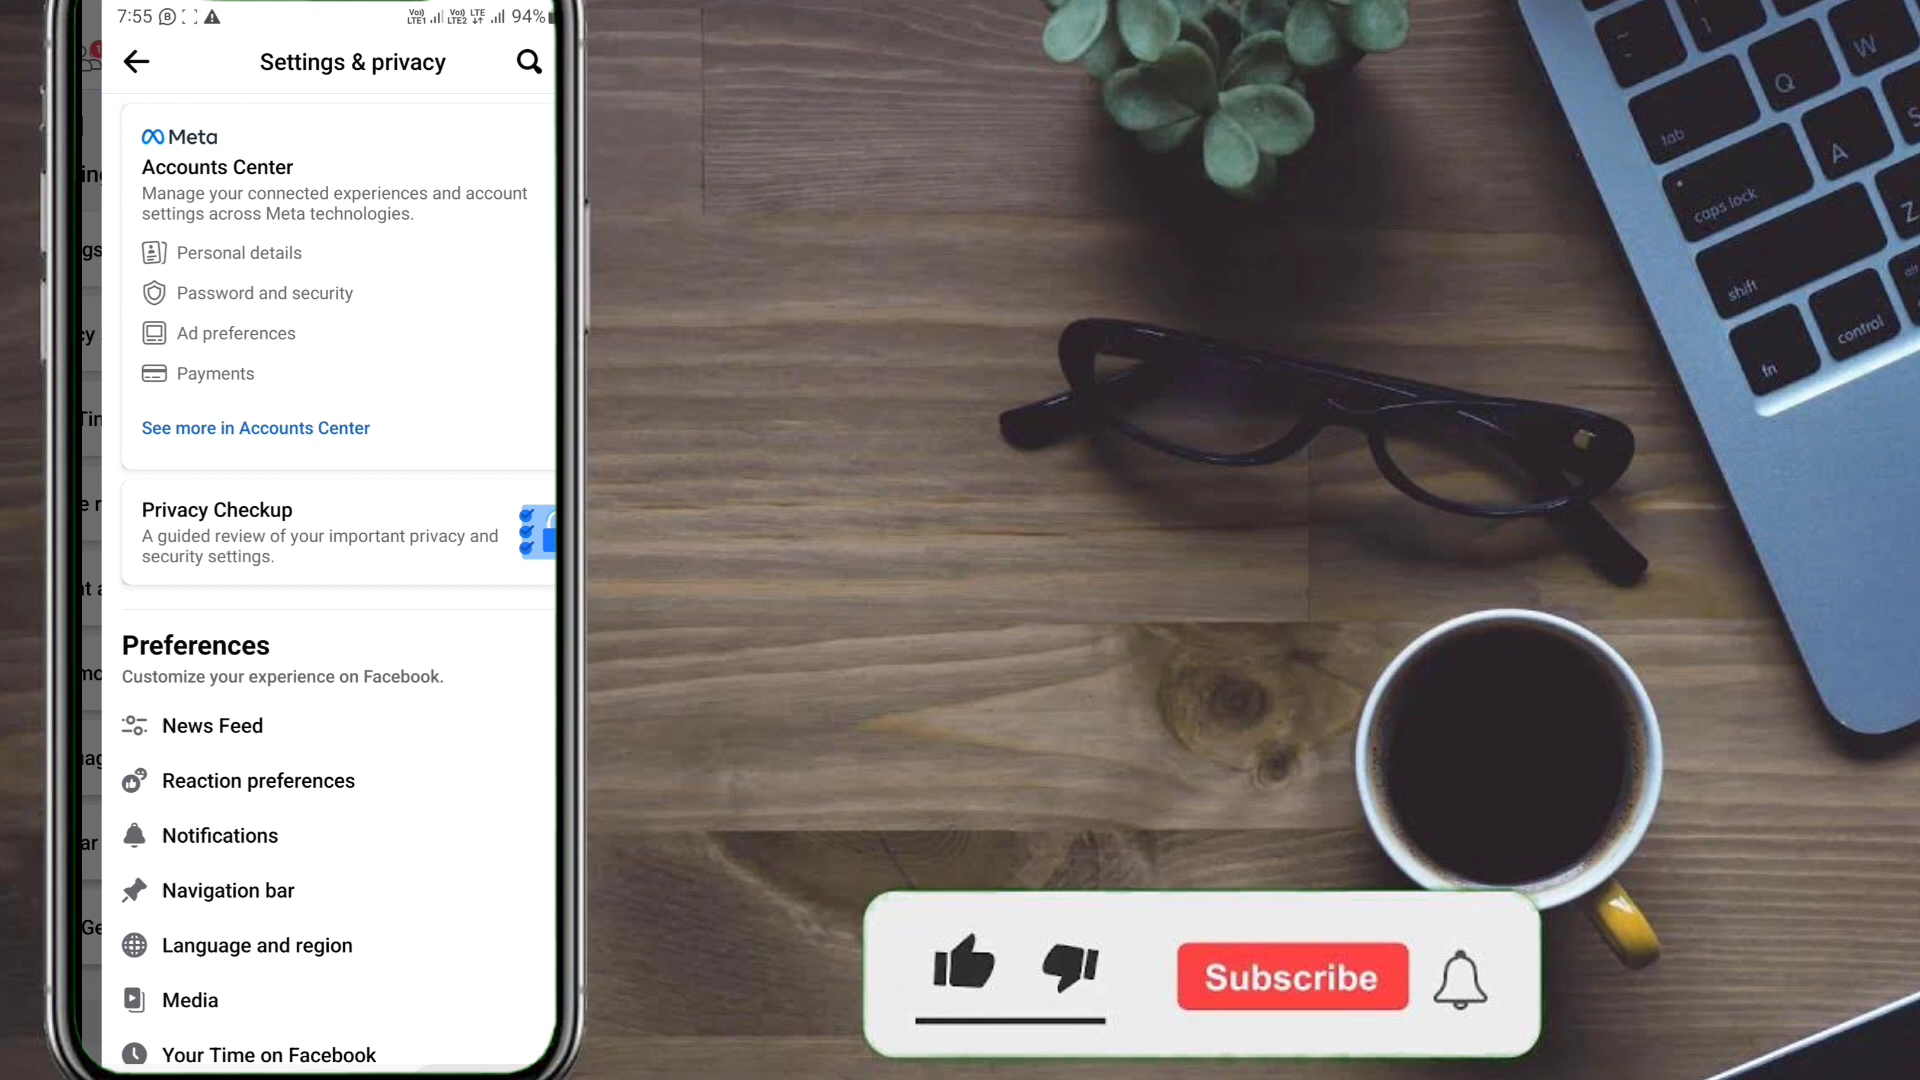 7:55
94%
Settings & privacy
Meta
Accounts Center
Manage your connected experiences and account
settings across Meta technologies.
Personal details
Password and security
Ad preferences
Payments
See more in Accounts Center
Privacy Checkup
A guided review of your important privacy and
security settings.
Preferences
Customize your experience on Facebook.
News Feed
Reaction preferences
Notifications
Navigation bar
Language and region
Media
Your Time on Facebook
Subscribe
Q
W
tab
A
caps lock
Z
shift
fn
control